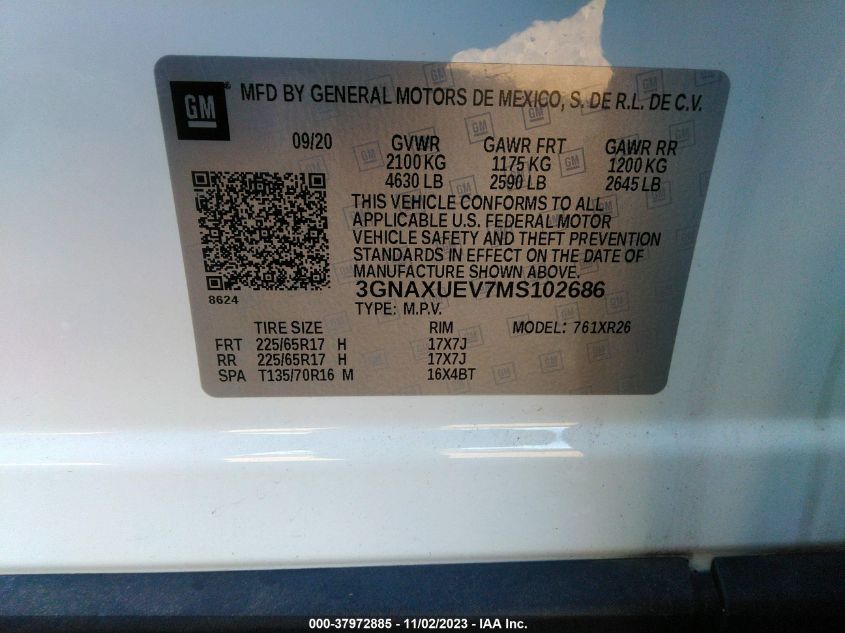 GM ® MFD BY GENERAL MOTORS DE MEXICO, S. DE R.L. DE C.V.
09/20 GVWR GAWR FRT GAWR RR
2100 KG 1175 KG 1200 KG
4630 LB 2590 LB 2645 LB
THIS VEHICLE CONFORMS TO ALL
APPLICABLE U.S. FEDERAL MOTOR
VEHICLE SAFETY AND THEFT PREVENTION
STANDARDS IN EFFECT ON THE DATE OF
MANUFACTURE SHOWN ABOVE.
8624 3GNAXUEV7MS102686
TYPE: M.P.V.
TIRE SIZE RIM MODEL: 761XR26
FRT 225/65R17 H 17X7J
RR 225/65R17 H 17X7J
SPA T135/70R16 M 16X4BT
000-37972885 - 11/02/2023 - IAA Inc.